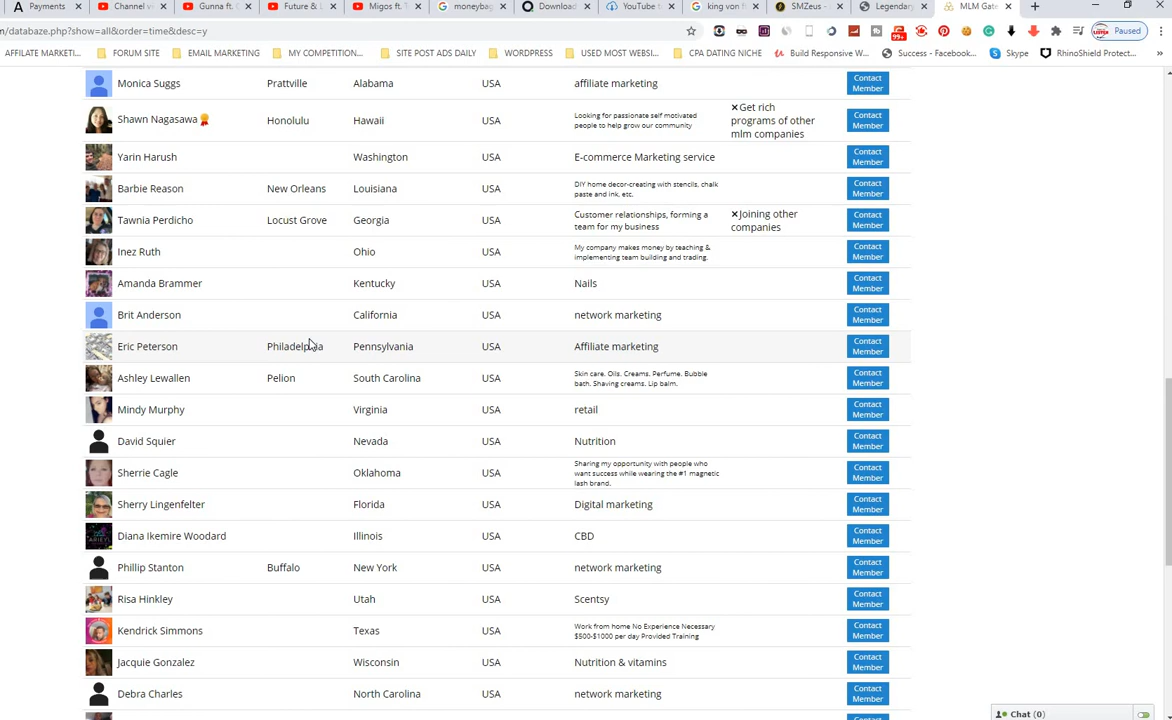 Payments
Channel v
Gunna ft. (
Future & L
Migos ft. T
moneybag
Download
YouTube t
king von b
SMZeus -
Legendary
MLM Gate
n/databaze.php?show=all&order=time&desc=y
99+
Paused
AFFILIATE MARKETI...
FORUM SITE
EMAIL MARKETING
MY COMPETITION...
SITE POST ADS DAILY
WORDPRESS
USED MOST WEBSI...
CPA DATING NICHE
Build Responsive W...
Success - Facebook...
Skype
RhinoShield Protect...
Monica Suggs Prattville Alabama USA affiliate marketing Contact
Member
Shawn Nagasawa Honolulu Hawaii USA Looking for passionate self motivated
people to help grow our community
×Get rich
programs of other
mlm companies
Contact
Member
Yarin Harush Washington USA E-commerce Marketing service Contact
Member
Barbie Reason New Orleans Louisiana USA DIY home decor-creating with stencils, chalk
paste and ink, etc.
Contact
Member
Tawnia Perdicho Locust Grove Georgia USA Customer relationships, forming a
team for my business
×Joining other
companies
Contact
Member
Inez Ruth Ohio USA My company makes money by teaching &
implementing team building and trading.
Contact
Member
Amanda Brammer Kentucky USA Nails Contact
Member
Brit Anderson California USA network marketing Contact
Member
Eric Peterson Philadelphia Pennsylvania USA Affiliate marketing Contact
Member
Ashley Lewallen Pelion South Carolina USA Skin care. Oils. Creams. Perfume. Bubble
bath. Shaving creams. Lip balm.
Contact
Member
Mindy Murphy Virginia USA retail Contact
Member
David Squier Nevada USA Nutrition Contact
Member
Sherrie Cagle Oklahoma USA Sharing my opportunity with people who
want success while wearing the #1 magnetic
lash brand.
Contact
Member
Sherry Lingenfelter Florida USA Digital marketing Contact
Member
Diana Ikemire Woodard Illinois USA CBD Contact
Member
Phillip Stanton Buffalo New York USA network marketing Contact
Member
Risa Hinkley Utah USA Scentsy Contact
Member
Kendrick Simmons Texas USA Work from home No Experience Necessary
$500-$1000 per day Provided Training
Contact
Member
Jacquie Gonzalez Wisconsin USA Nutrition & vitamins Contact
Member
Debra Charles North Carolina USA network marketing Contact
Member
Contact
Chat (0)